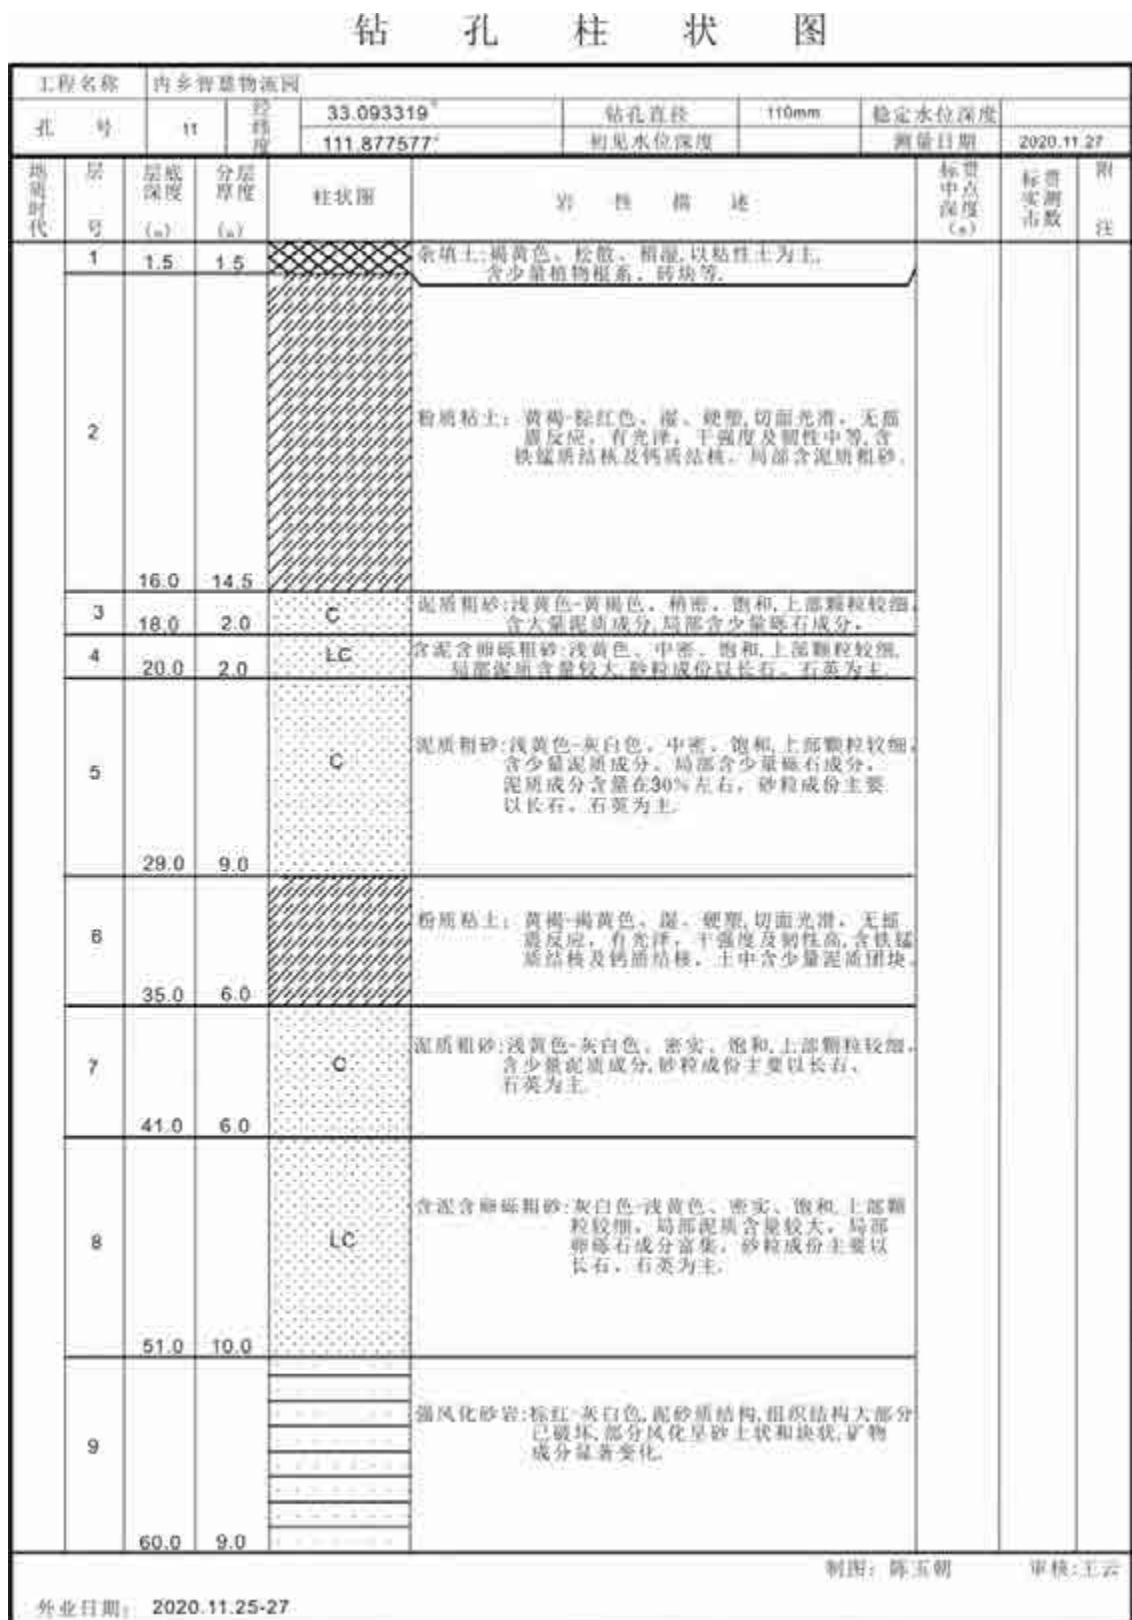 钻孔柱状图
工程名称 内乡智慧物流园
孔号 11 经纬度 33.093319° 钻孔直径 110mm 稳定水位深度
111.877577° 初见水位深度 测量日期 2020.11.27
地质时代 层号 层底深度(m) 分层厚度(m) 柱状图 岩性描述 标贯中点深度(m) 标贯实测击数 附注
1 1.5 1.5 杂填土:褐黄色、松散、稍湿,以粘性土为主,
含少量植物根系、砖块等.
2 16.0 14.5 粉质粘土:黄褐-棕红色、湿、硬塑,切面光滑,无摇
震反应,有光泽,干强度及韧性中等,含
铁锰质结核及钙质结核,局部含泥质粗砂.
3 18.0 2.0 C 泥质粗砂:浅黄色-黄褐色,稍密,饱和,上部颗粒较细,
含大量泥质成分,局部含少量砾石成分。
4 20.0 2.0 LC 含泥含卵砾粗砂:浅黄色、中密、饱和,上部颗粒较细,
局部泥质含量较大,砂粒成份以长石、石英为主.
5 29.0 9.0 C 泥质粗砂:浅黄色-灰白色,中密、饱和,上部颗粒较细,
含少量泥质成分、局部含少量砾石成分,
泥质成分含量在30%左右,砂粒成份主要
以长石,石英为主.
6 35.0 6.0 粉质粘土:黄褐-褐黄色、湿、硬塑,切面光滑,无摇
震反应,有光泽,干强度及韧性高,含铁锰
质结核及钙质结核,土中含少量泥质团块。
7 41.0 6.0 C 泥质粗砂:浅黄色-灰白色、密实、饱和,上部颗粒较细,
含少量泥质成分,砂粒成份主要以长石、
石英为主.
8 51.0 10.0 LC 含泥含卵砾粗砂:灰白色-浅黄色、密实、饱和,上部颗
粒较细,局部泥质含量较大,局部
卵砾石成分富集,砂粒成份主要以
长石,石英为主.
9 60.0 9.0 强风化砂岩:棕红-灰白色,泥砂质结构,组织结构大部分
已破坏,部分风化呈砂土状和块状,矿物
成分显著变化.
制图:陈玉朝 审核:王云
外业日期:2020.11.25-27